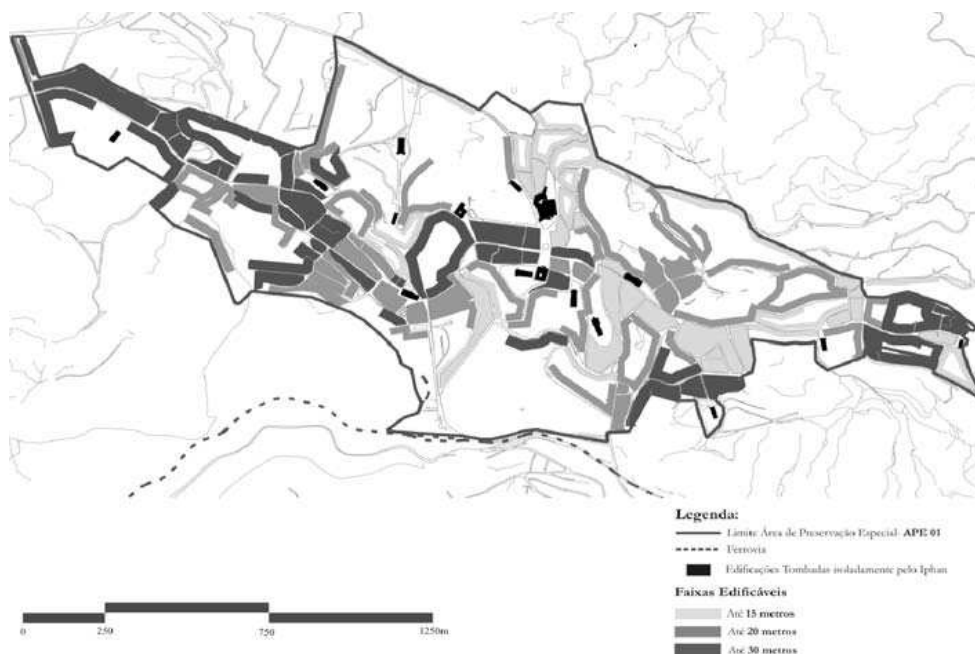 Legenda:
Limite Área de Preservação Especial- APE 01
Ferrovia
Edificações Tombadas isoladamente pelo Iphan
Faixas Edificáveis
Até 15 metros
Até 20 metros
Até 30 metros
0 250 750 1250m